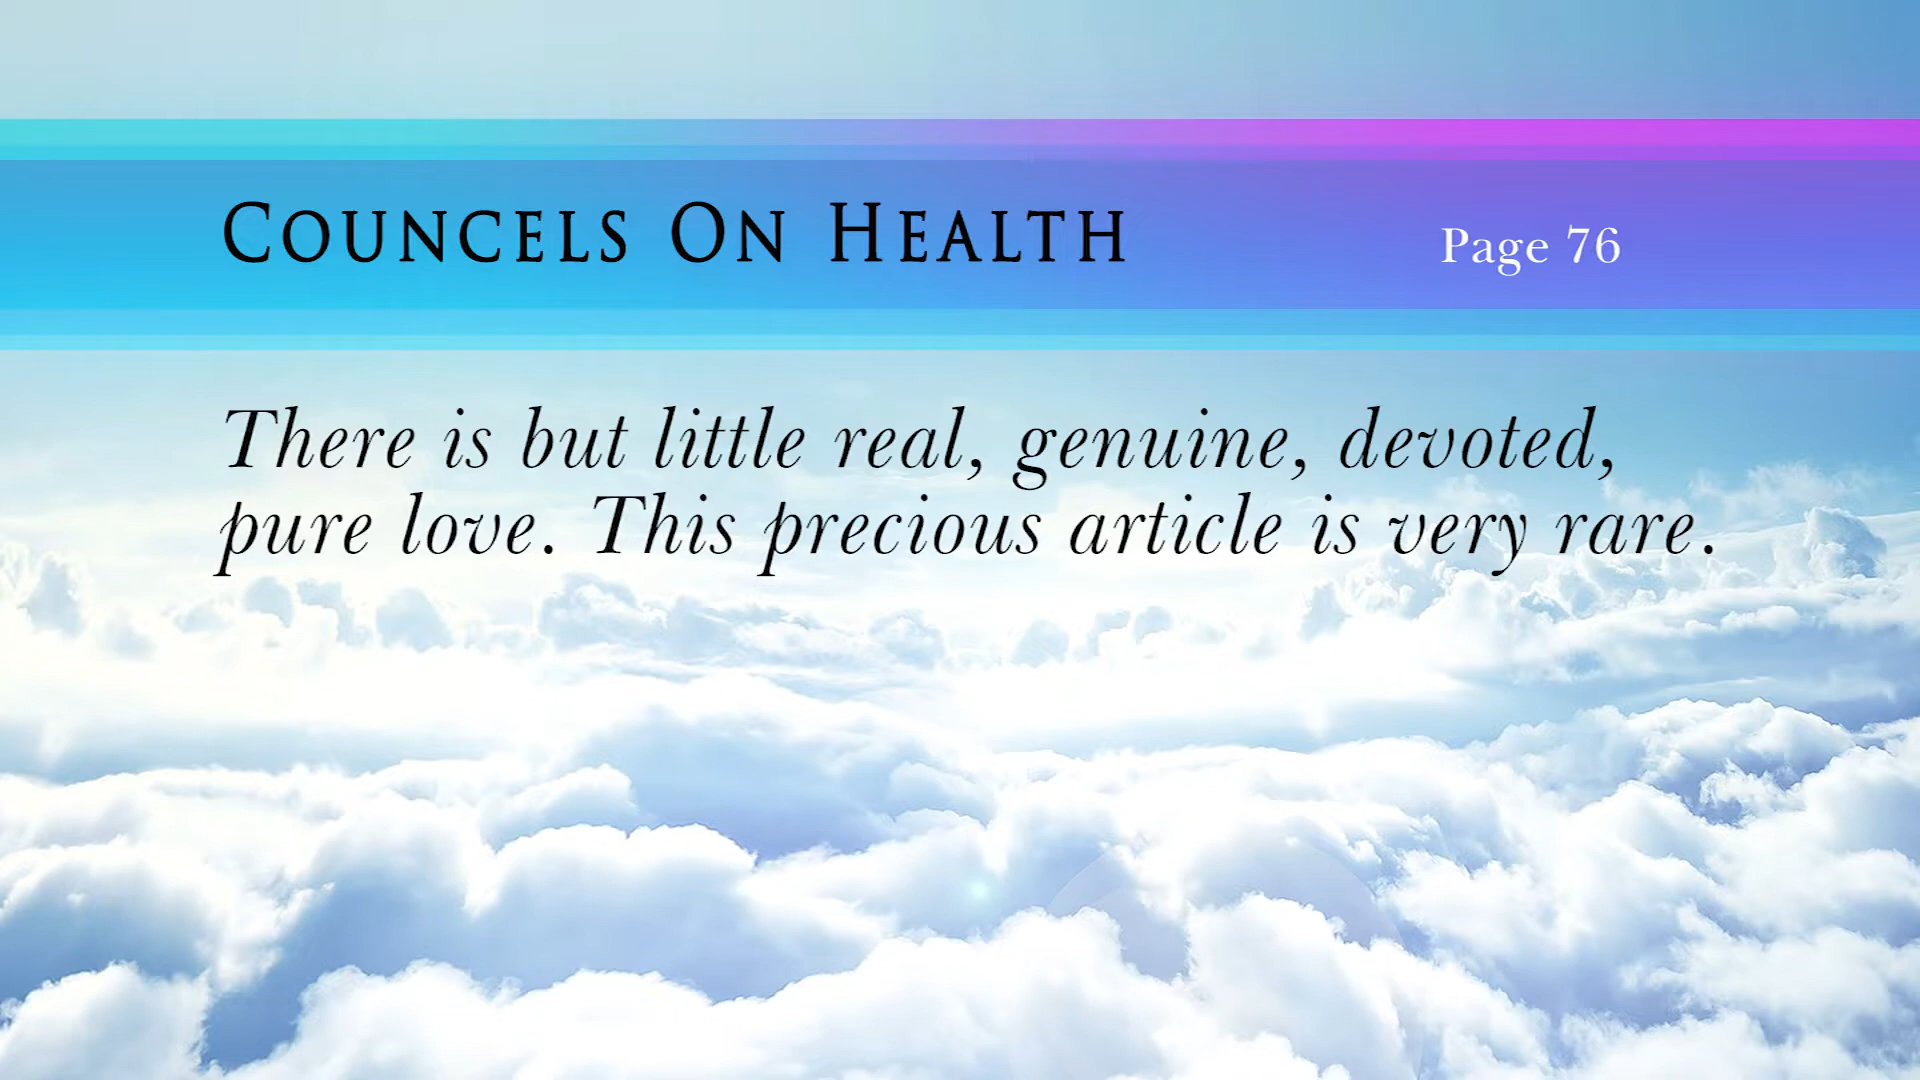 Councels On Health
Page 76
There is but little real, genuine, devoted,
pure love. This precious article is very rare.